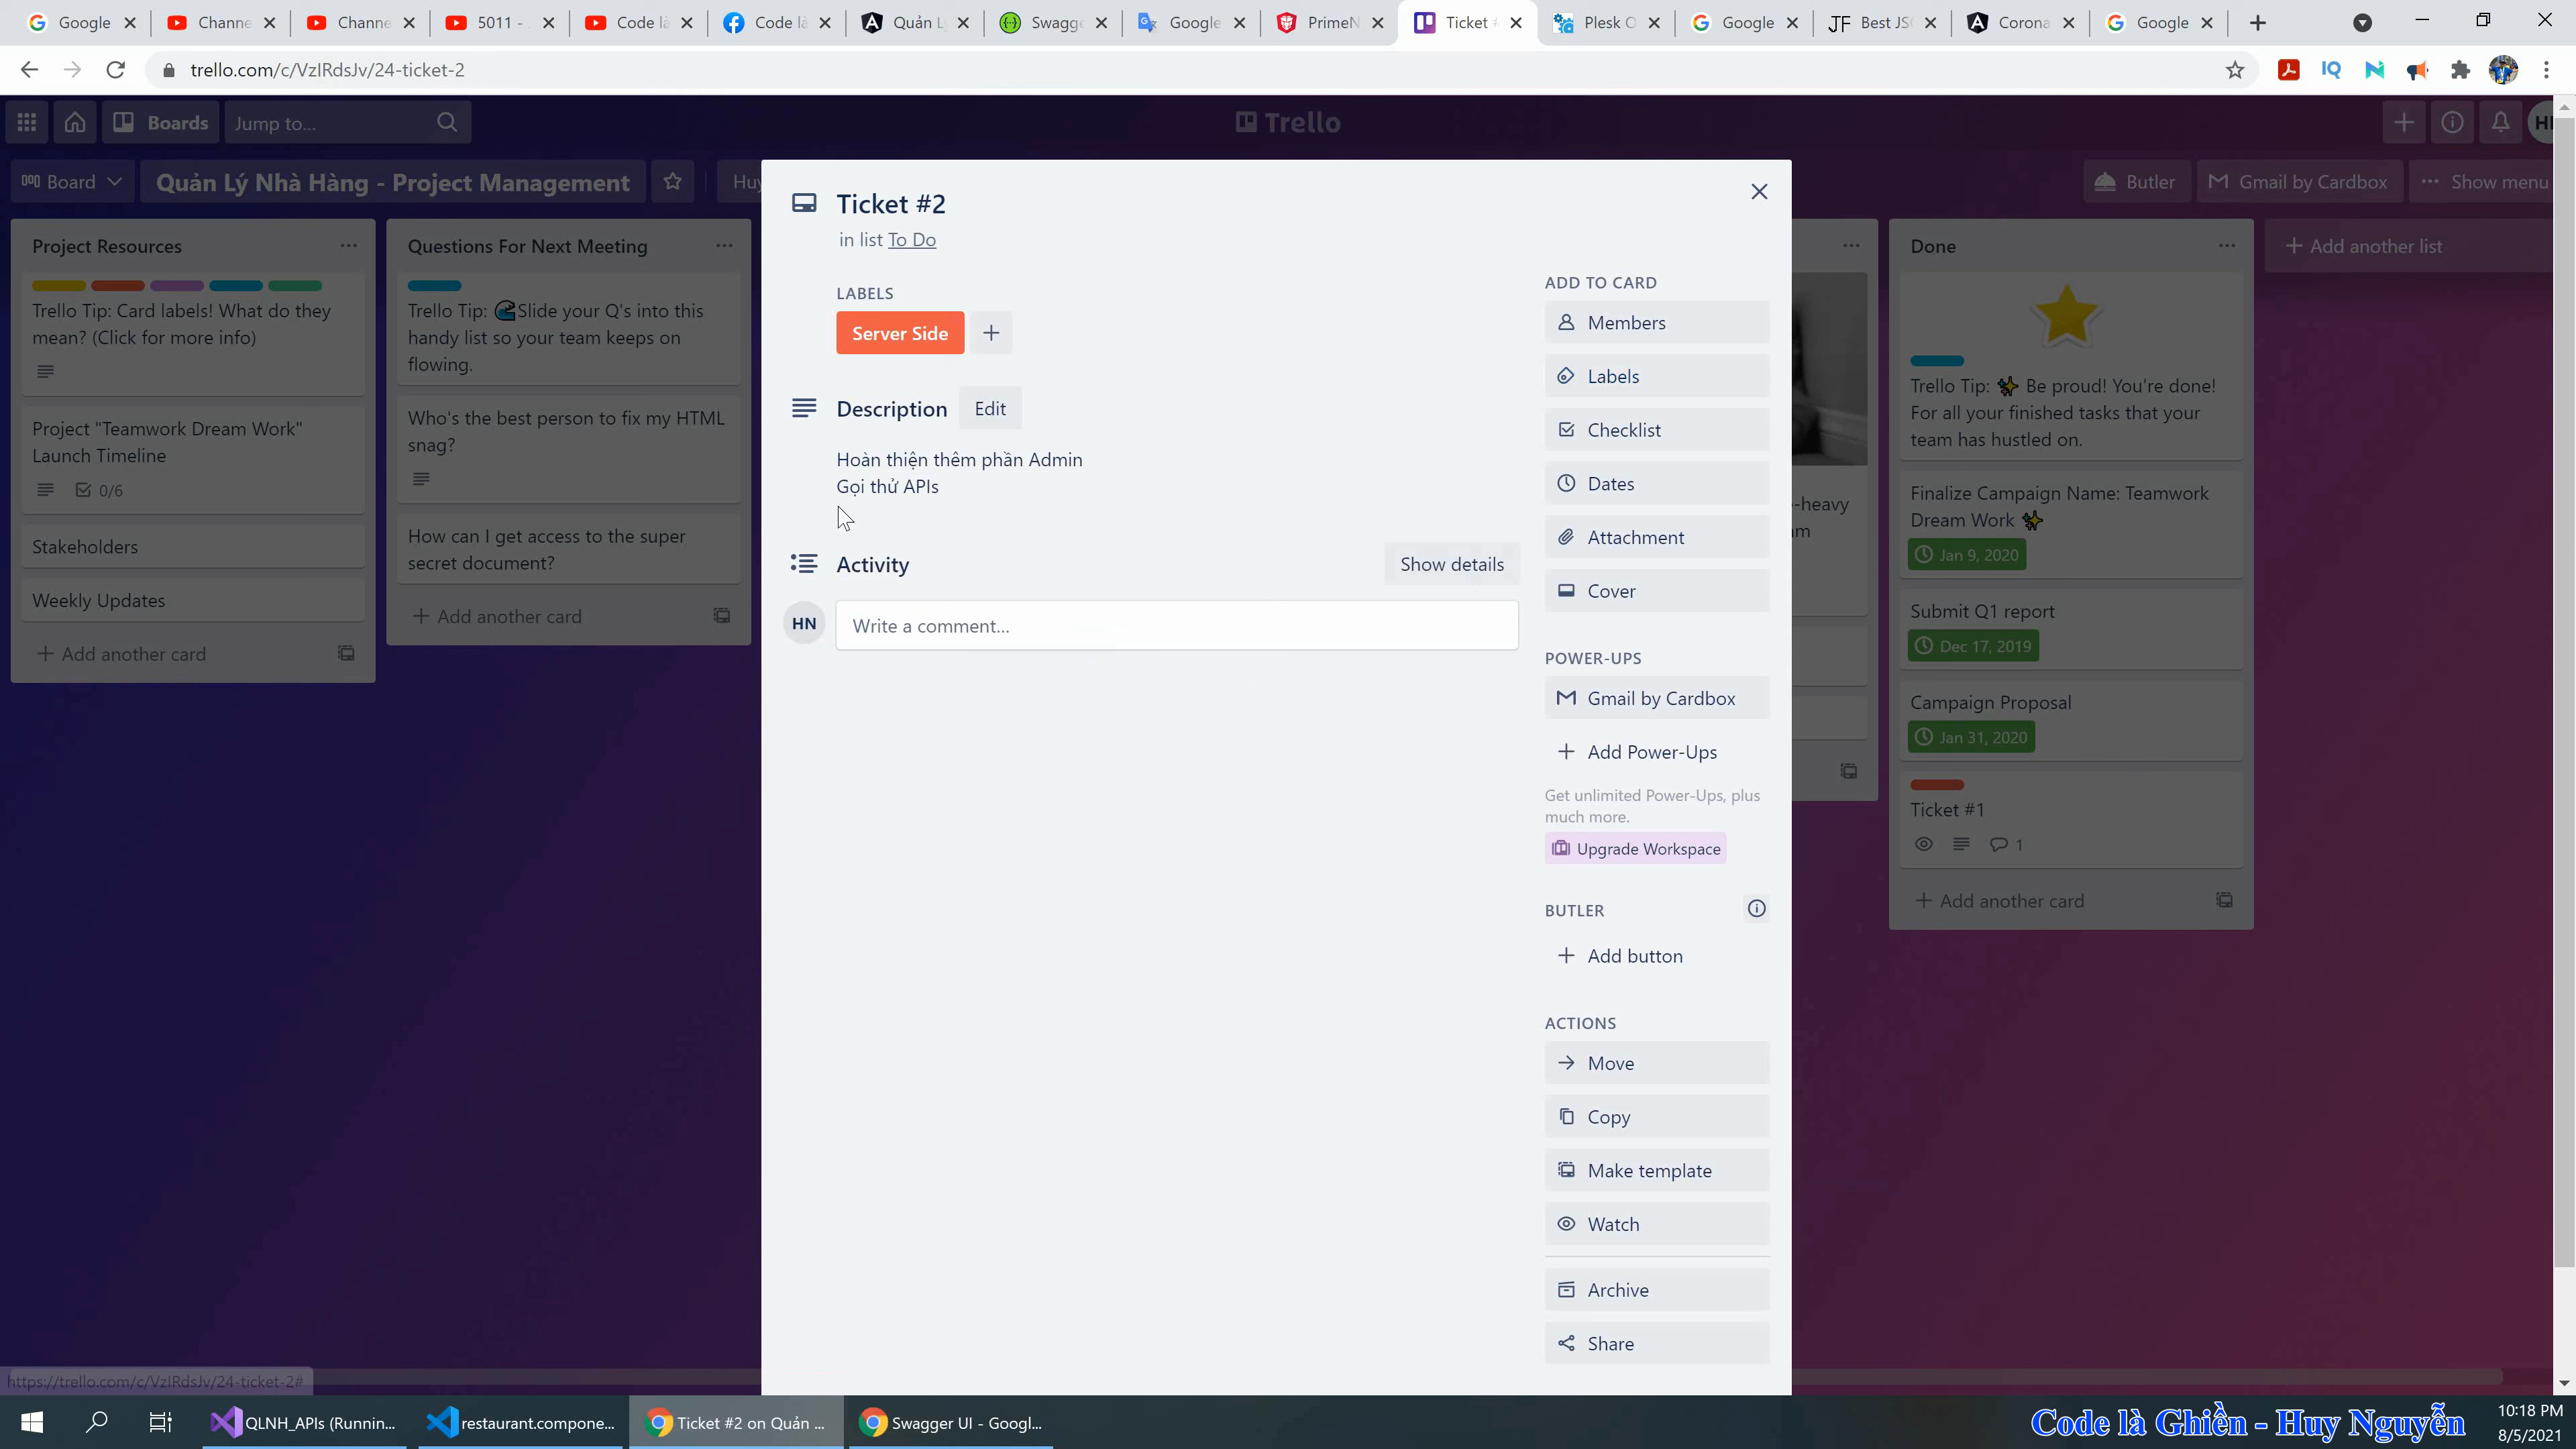 Google
Channe
Channe
5011 -
Code là
Code là
Quản Lý
Swagge
Google
PrimeN
Ticket #
Plesk O
Google
Best JSO
Corona
Google
trello.com/c/VzIRdsJv/24-ticket-2
Boards
Jump to...
Trello
Board
Quản Lý Nhà Hàng - Project Management
Huy
Butler
Gmail by Cardbox
Show menu
Project Resources
Trello Tip: Card labels! What do they
mean? (Click for more info)
Project "Teamwork Dream Work"
Launch Timeline
0/6
Stakeholders
Weekly Updates
Add another card
Questions For Next Meeting
Trello Tip: 🌊Slide your Q's into this
handy list so your team keeps on
flowing.
Who's the best person to fix my HTML
snag?
How can I get access to the super
secret document?
Add another card
Ticket #2
in list To Do
LABELS
Server Side
Description
Edit
Hoàn thiện thêm phần Admin
Gọi thử APIs
Activity
Show details
HN
Write a comment...
ADD TO CARD
Members
Labels
Checklist
Dates
Attachment
Cover
POWER-UPS
Gmail by Cardbox
Add Power-Ups
Get unlimited Power-Ups, plus
much more.
Upgrade Workspace
BUTLER
Add button
ACTIONS
Move
Copy
Make template
Watch
Archive
Share
-heavy
Done
Trello Tip: ✨ Be proud! You're done!
For all your finished tasks that your
team has hustled on.
Finalize Campaign Name: Teamwork
Dream Work ✨
Jan 9, 2020
Submit Q1 report
Dec 17, 2019
Campaign Proposal
Jan 31, 2020
Ticket #1
1
Add another card
Add another list
https://trello.com/c/VzIRdsJv/24-ticket-2#
QLNH_APIs (Runnin...
restaurant.compone...
Ticket #2 on Quản ...
Swagger UI - Googl...
Code là Ghiền - Huy Nguyễn
10:18 PM
8/5/2021